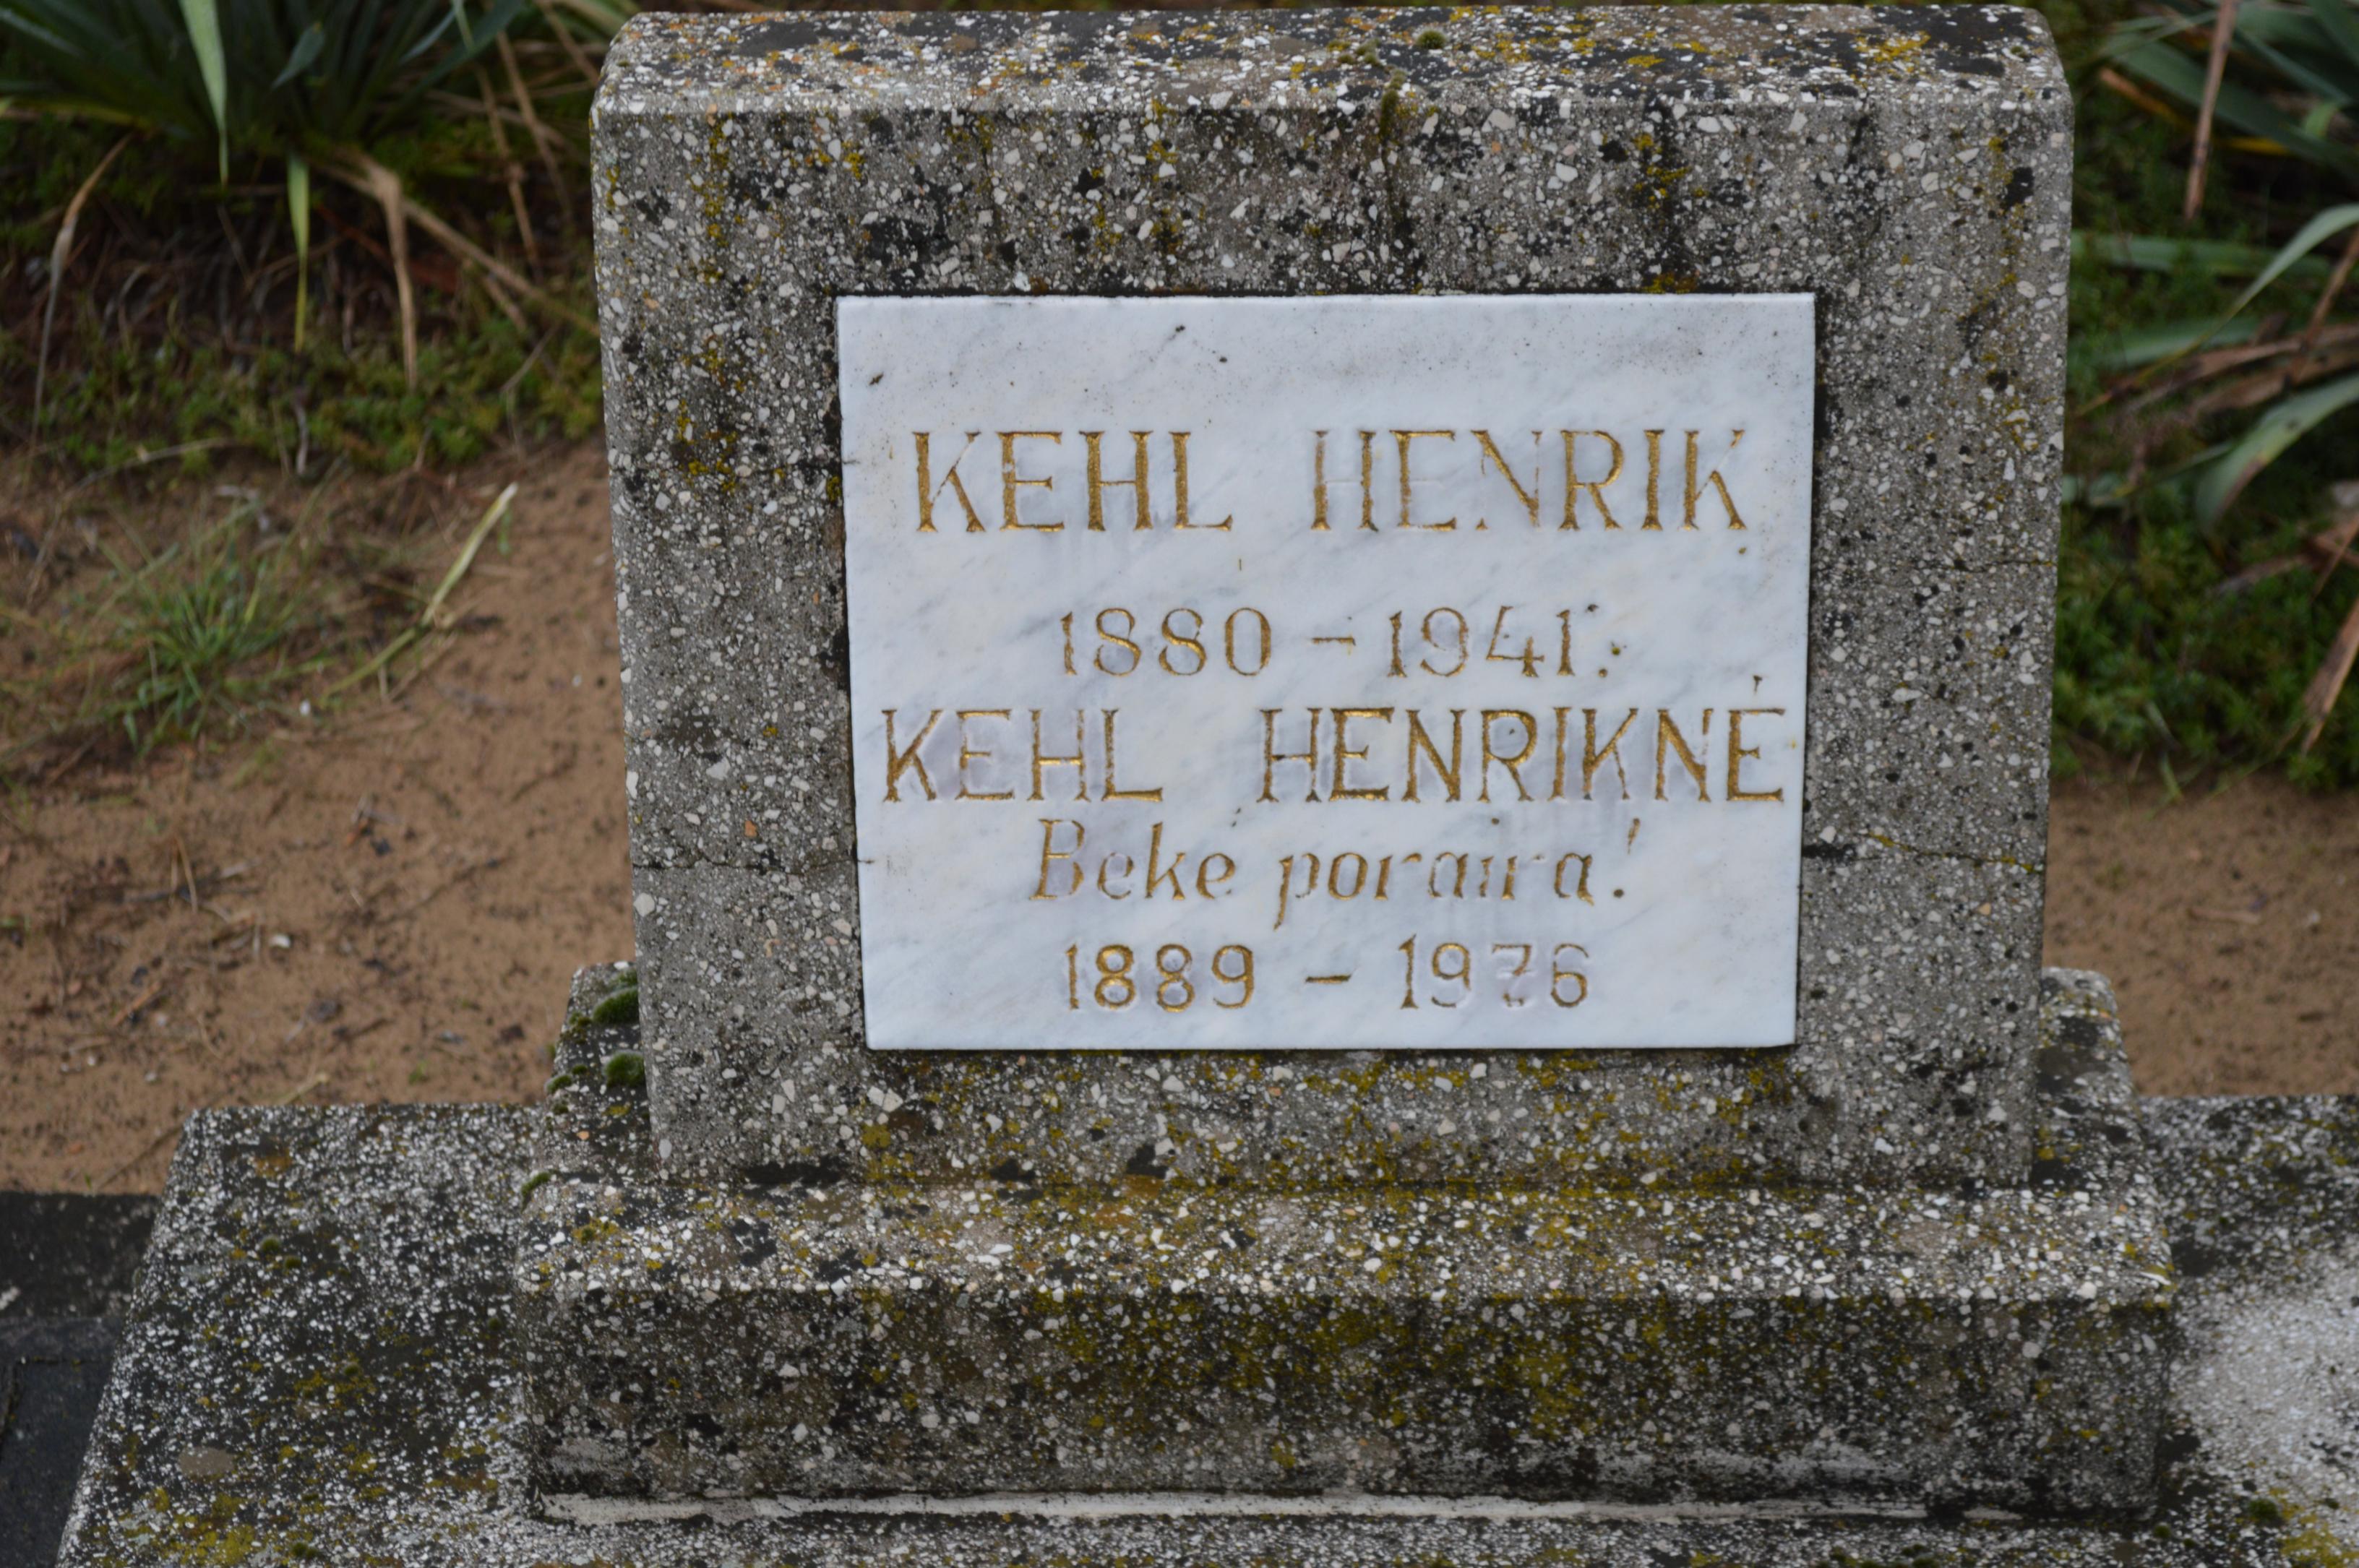 KEHL HENRIK
1880 - 1941.
KEHL HENRIKNÉ
Béke poraira!
1889 - 1976